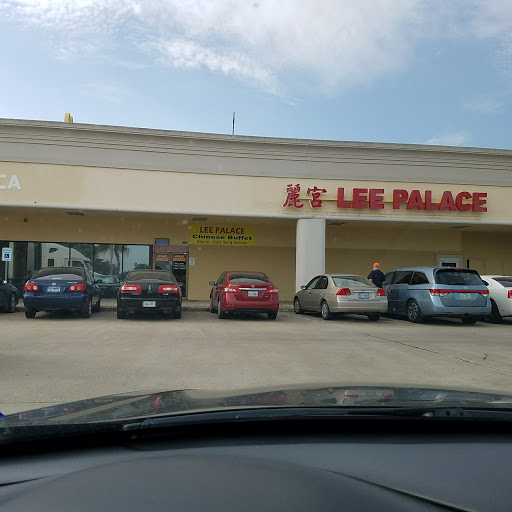 CA
麗宮 LEE PALACE
LEE PALACE
Chinese Buffet